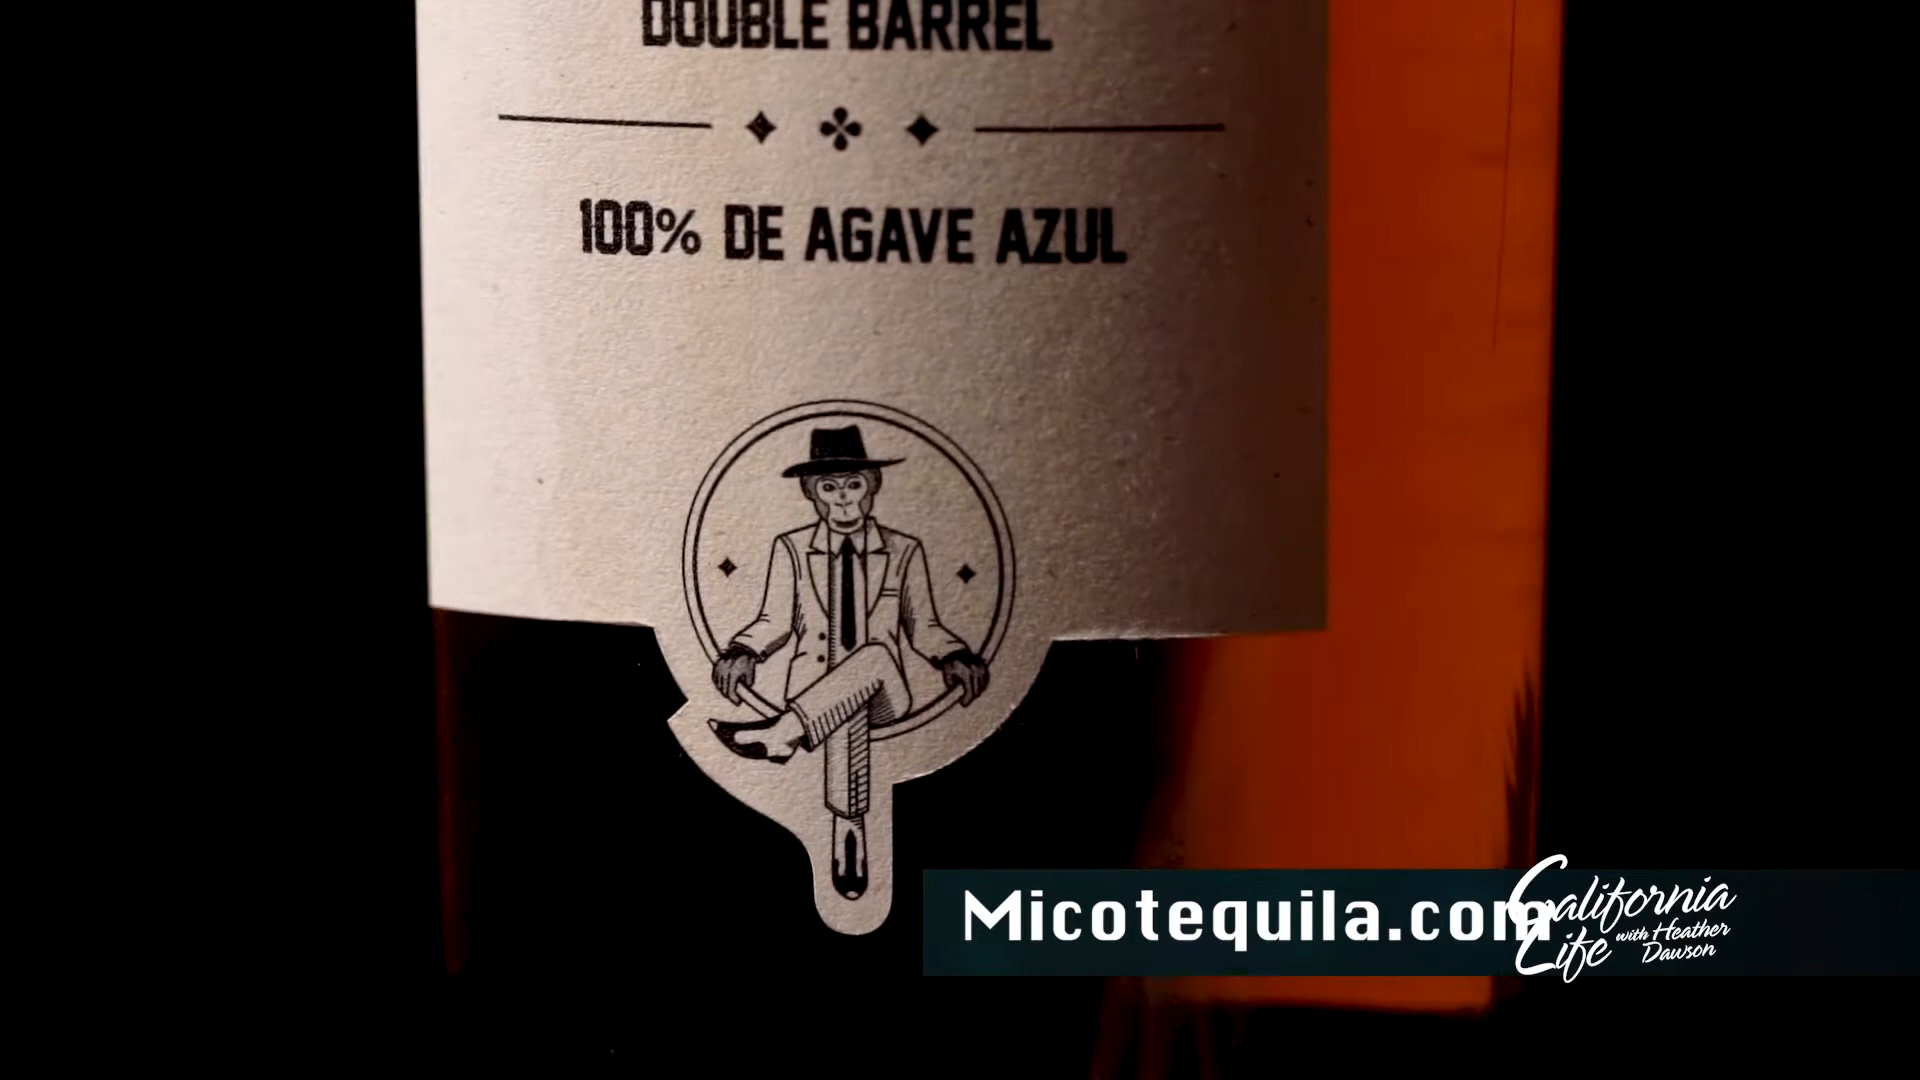 DOUBLE BARREL
100% DE AGAVE AZUL
Micotequila.com
California
Life with Heather
Dawson